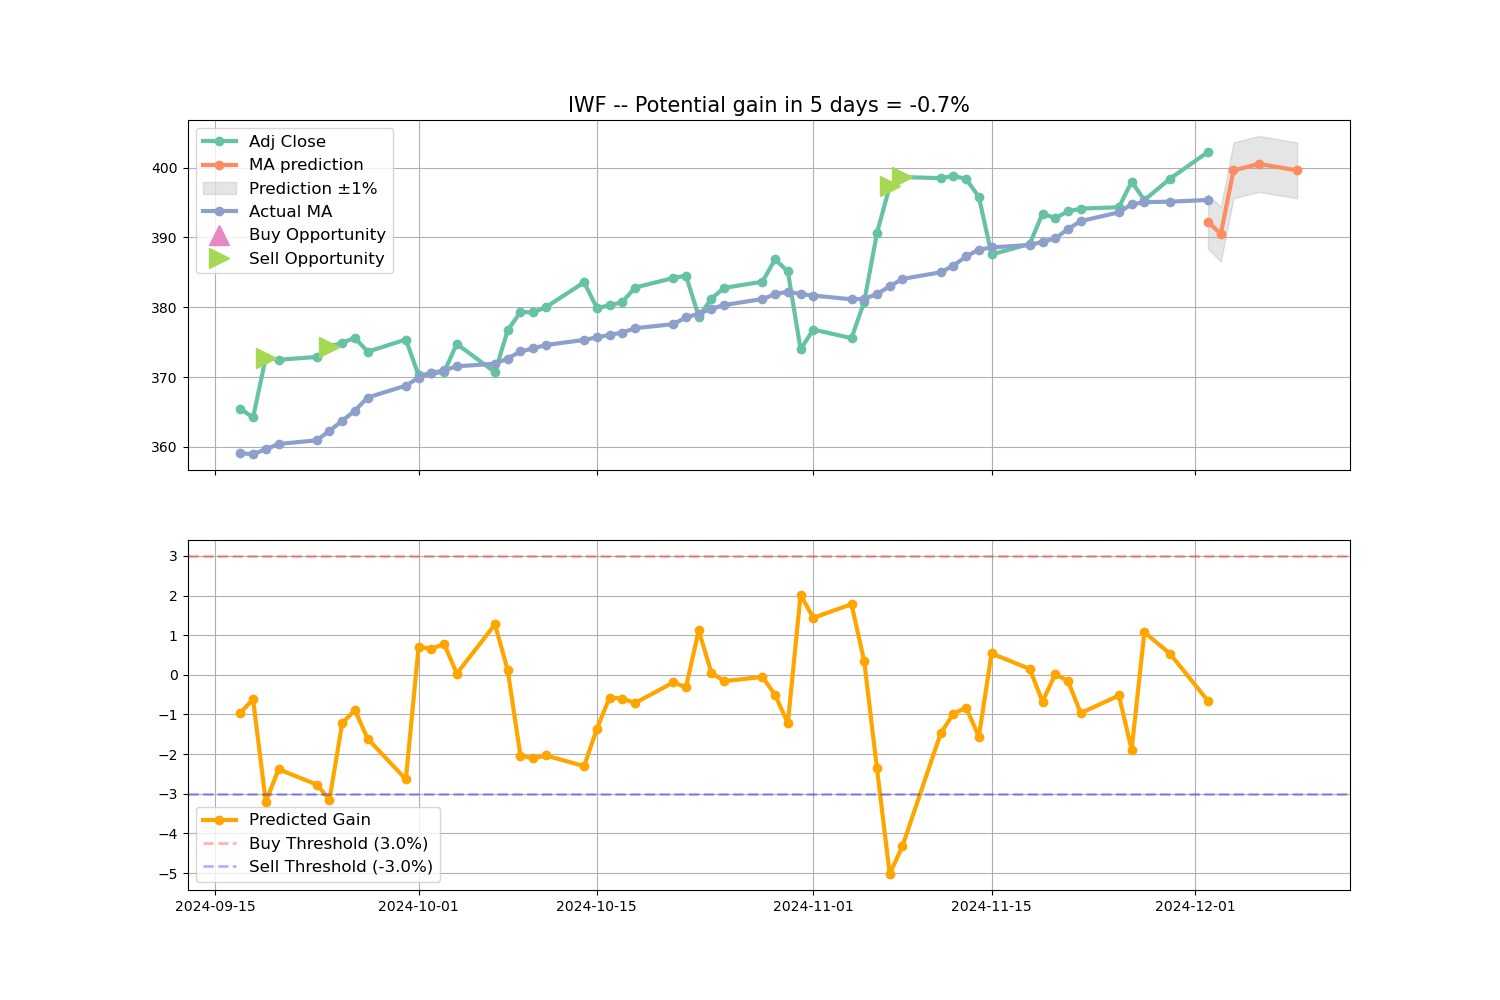 IWF -- Potential gain in 5 days = -0.7%
Adj Close
MA prediction
Prediction ±1%
Actual MA
Buy Opportunity
Sell Opportunity
400
390
380
370
360
3
2
1
0
−1
−2
−3
−4
−5
Predicted Gain
Buy Threshold (3.0%)
Sell Threshold (-3.0%)
2024-09-15 2024-10-01 2024-10-15 2024-11-01 2024-11-15 2024-12-01